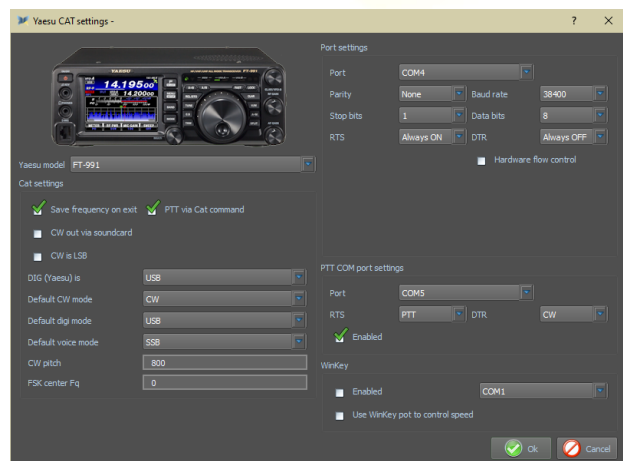 Yaesu CAT settings -
? ×
YAESU
FT-991
14.19500
14.20000
Yaesu model FT-991
Cat settings
Save frequency on exit PTT via Cat command
CW out via soundcard
CW is LSB
DIG (Yaesu) is USB
Default CW mode CW
Default digi mode USB
Default voice mode SSB
CW pitch 800
FSK center Fq 0
Port settings
Port COM4
Parity None Baud rate 38400
Stop bits 1 Data bits 8
RTS Always ON DTR Always OFF
Hardware flow control
PTT COM port settings
Port COM5
RTS PTT DTR CW
Enabled
WinKey
Enabled COM1
Use WinKey pot to control speed
Ok Cancel